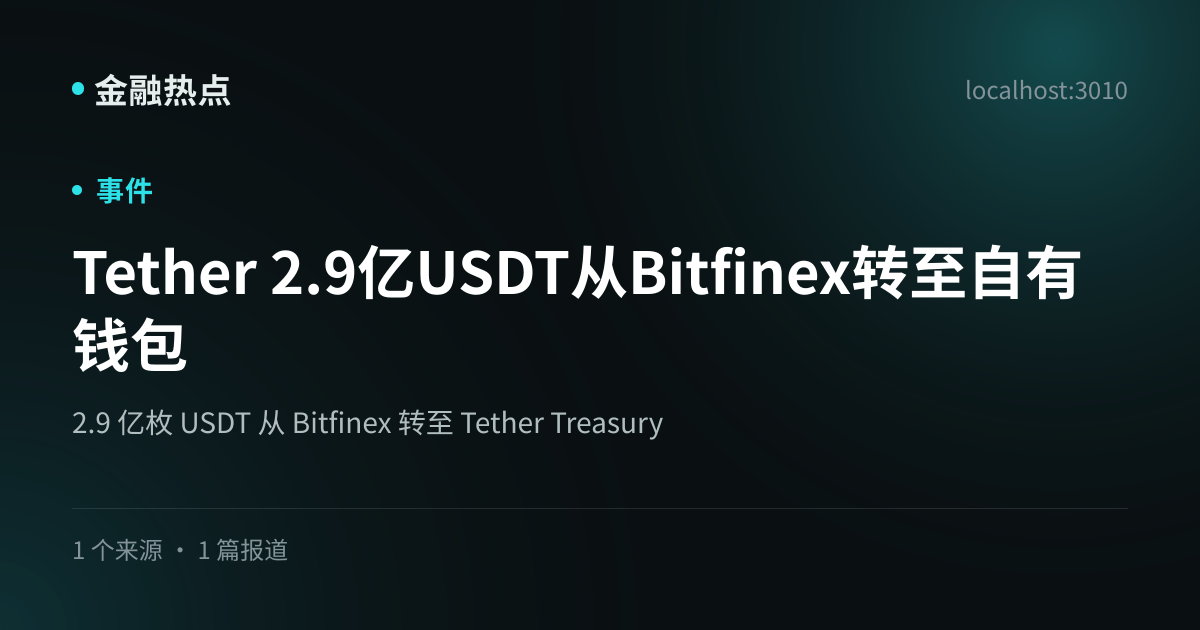 金融热点
localhost:3010
事件
Tether 2.9亿USDT从Bitfinex转至自有
钱包
2.9 亿枚 USDT 从 Bitfinex 转至 Tether Treasury
1 个来源 · 1 篇报道